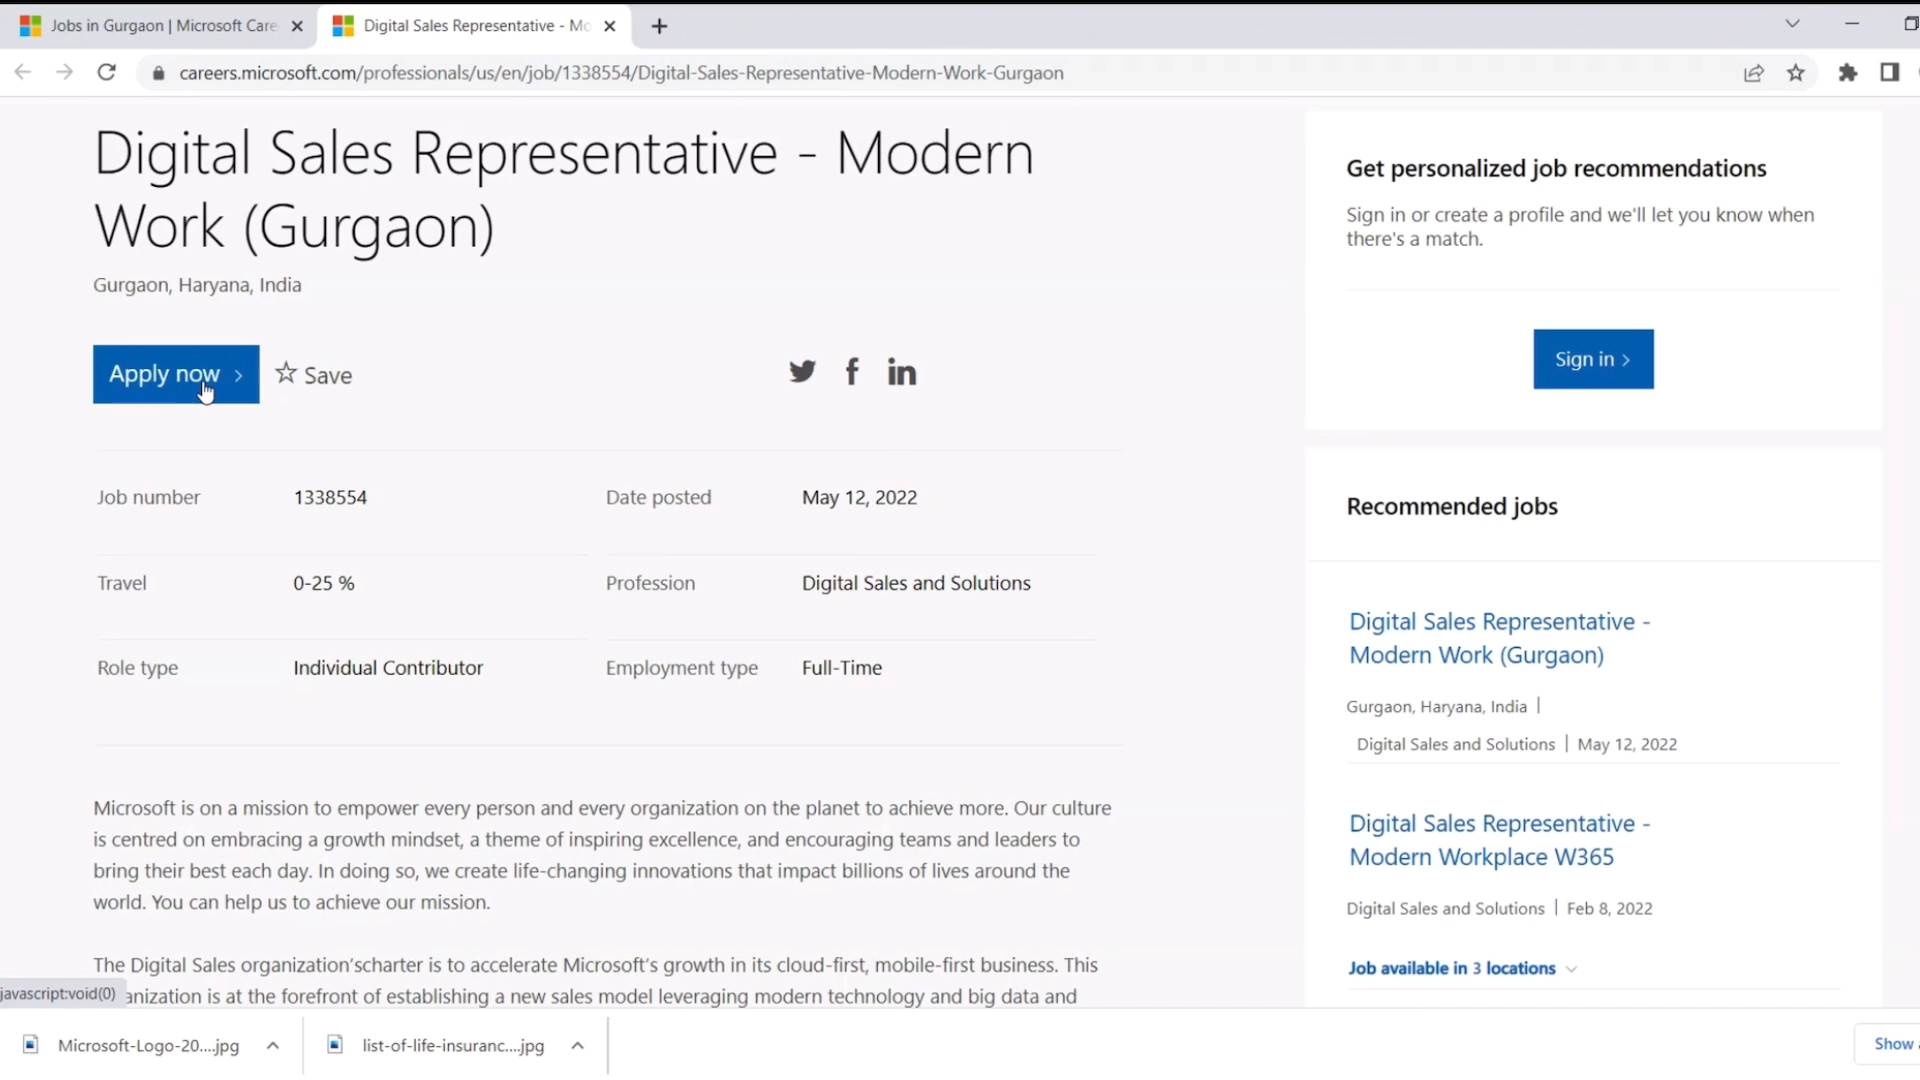 Jobs in Gurgaon | Microsoft Care
Digital Sales Representative - Mo
careers.microsoft.com/professionals/us/en/job/1338554/Digital-Sales-Representative-Modern-Work-Gurgaon
Digital Sales Representative - Modern
Work (Gurgaon)
Gurgaon, Haryana, India
Apply now
Save
Job number 1338554 Date posted May 12, 2022
Travel 0-25 % Profession Digital Sales and Solutions
Role type Individual Contributor Employment type Full-Time
Microsoft is on a mission to empower every person and every organization on the planet to achieve more. Our culture
is centred on embracing a growth mindset, a theme of inspiring excellence, and encouraging teams and leaders to
bring their best each day. In doing so, we create life-changing innovations that impact billions of lives around the
world. You can help us to achieve our mission.
The Digital Sales organization'scharter is to accelerate Microsoft's growth in its cloud-first, mobile-first business. This
anization is at the forefront of establishing a new sales model leveraging modern technology and big data and
javascript:void(0)
Get personalized job recommendations
Sign in or create a profile and we'll let you know when
there's a match.
Sign in
Recommended jobs
Digital Sales Representative -
Modern Work (Gurgaon)
Gurgaon, Haryana, India |
Digital Sales and Solutions | May 12, 2022
Digital Sales Representative -
Modern Workplace W365
Digital Sales and Solutions | Feb 8, 2022
Job available in 3 locations
Microsoft-Logo-20....jpg
list-of-life-insuranc....jpg
Show